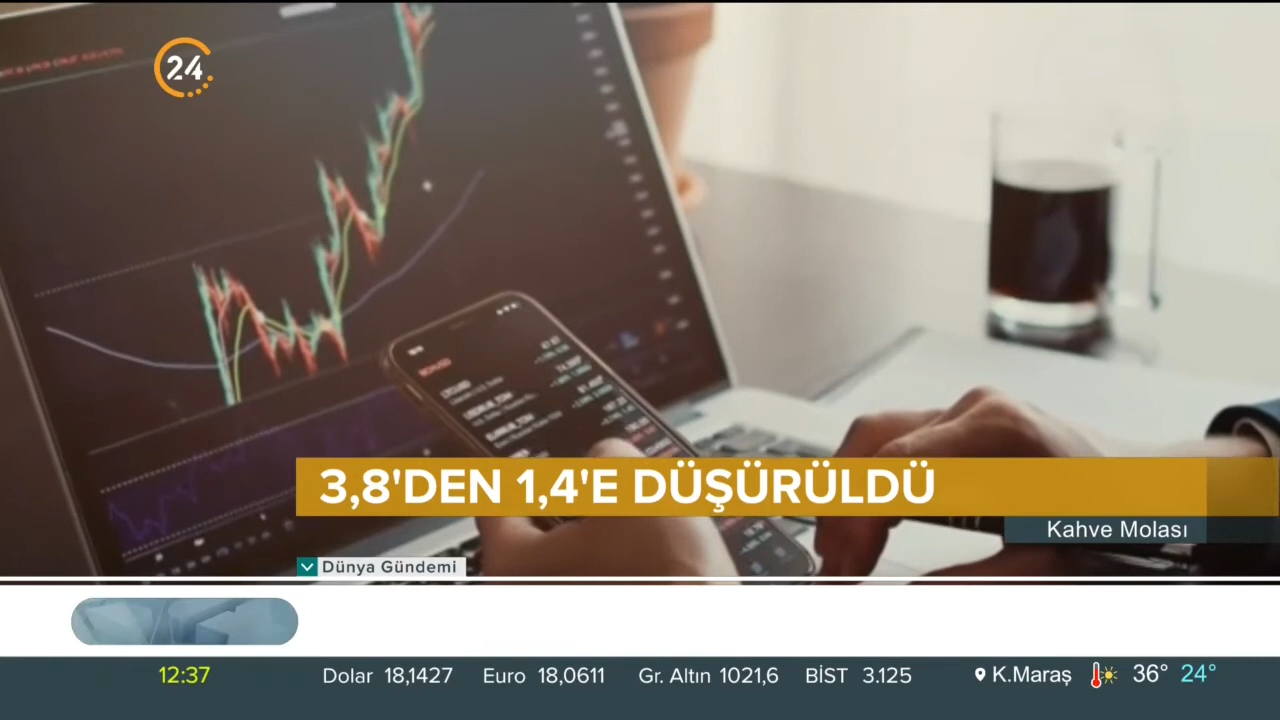 24
3,8'DEN 1,4'E DÜŞÜRÜLDÜ
Kahve Molası
Dünya Gündemi
12:37 Dolar 18,1427 Euro 18,0611 Gr. Altın 1021,6 BİST 3.125 K.Maraş 36° 24°